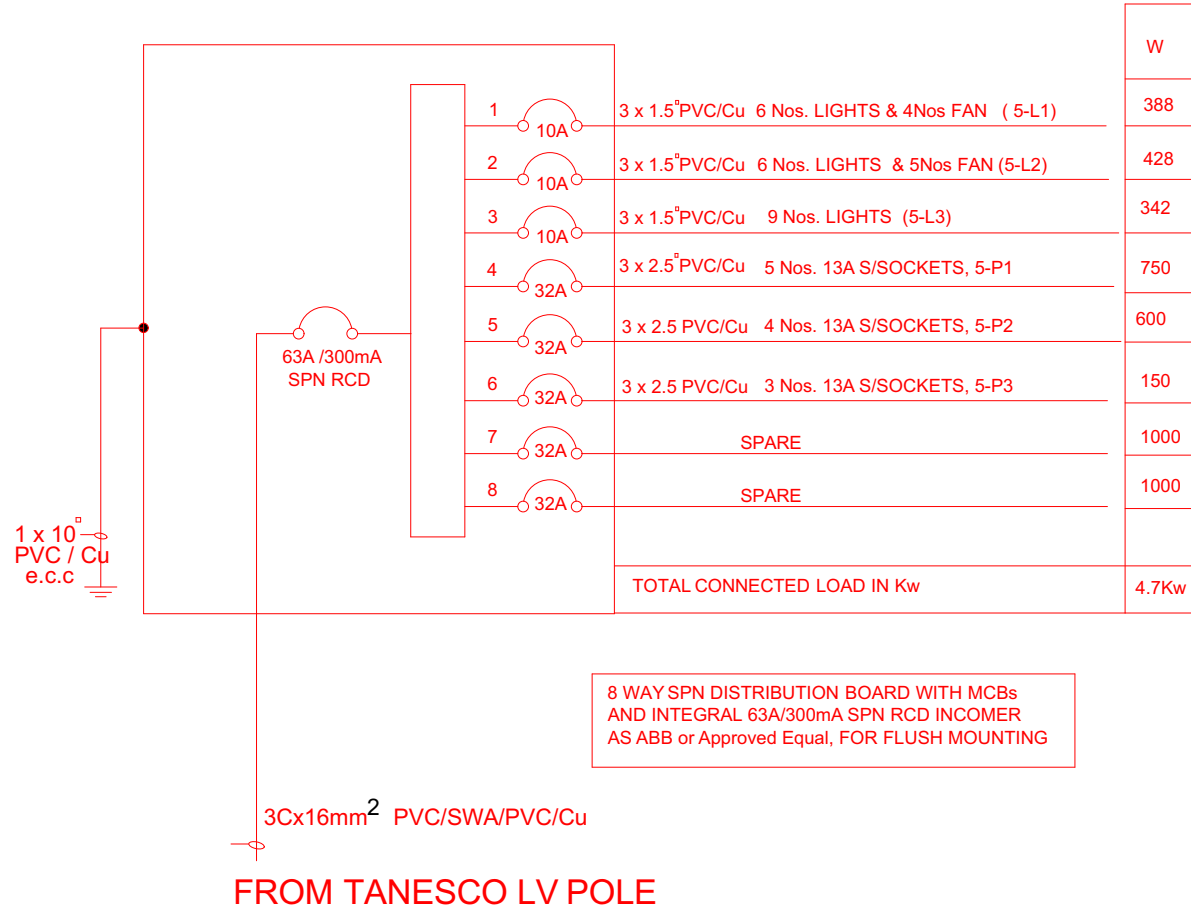 W
1
10A
3 x 1.5▫PVC/Cu 6 Nos. LIGHTS & 4Nos FAN ( 5-L1)
388
2
10A
3 x 1.5▫PVC/Cu 6 Nos. LIGHTS & 5Nos FAN (5-L2)
428
3
10A
3 x 1.5▫PVC/Cu 9 Nos. LIGHTS (5-L3)
342
4
32A
3 x 2.5▫PVC/Cu 5 Nos. 13A S/SOCKETS, 5-P1
750
5
32A
3 x 2.5 PVC/Cu 4 Nos. 13A S/SOCKETS, 5-P2
600
6
32A
3 x 2.5 PVC/Cu 3 Nos. 13A S/SOCKETS, 5-P3
150
7
32A
SPARE
1000
8
32A
SPARE
1000
63A /300mA
SPN RCD
1 x 10▫
PVC / Cu
e.c.c
TOTAL CONNECTED LOAD IN Kw
4.7Kw
8 WAY SPN DISTRIBUTION BOARD WITH MCBs
AND INTEGRAL 63A/300mA SPN RCD INCOMER
AS ABB or Approved Equal, FOR FLUSH MOUNTING
3Cx16mm² PVC/SWA/PVC/Cu
FROM TANESCO LV POLE